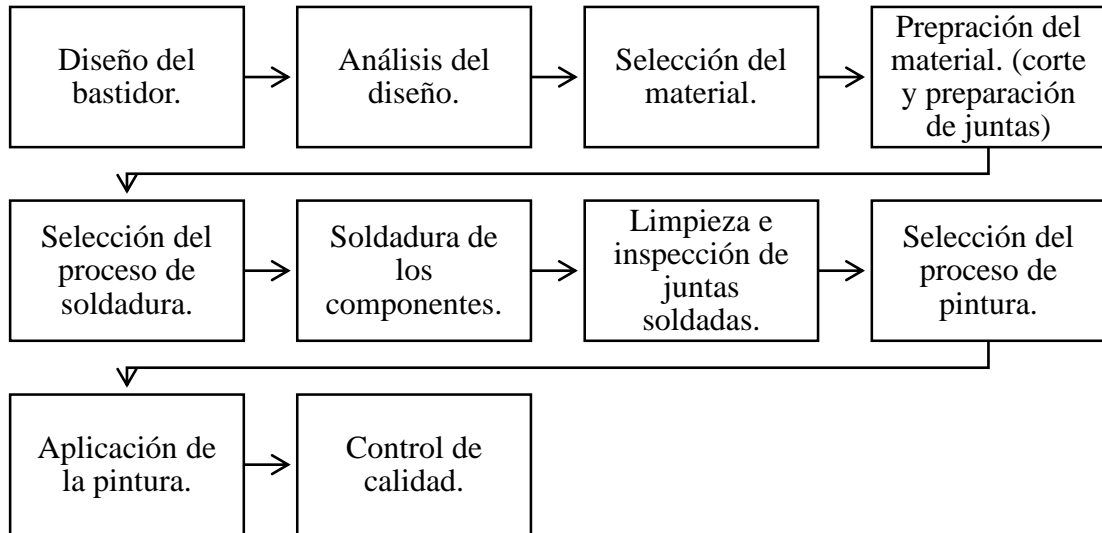 Diseño del
bastidor.
Análisis del
diseño.
Selección del
material.
Prepración del
material. (corte
y preparación
de juntas)
Selección del
proceso de
soldadura.
Soldadura de
los
componentes.
Limpieza e
inspección de
juntas
soldadas.
Selección del
proceso de
pintura.
Aplicación de
la pintura.
Control de
calidad.